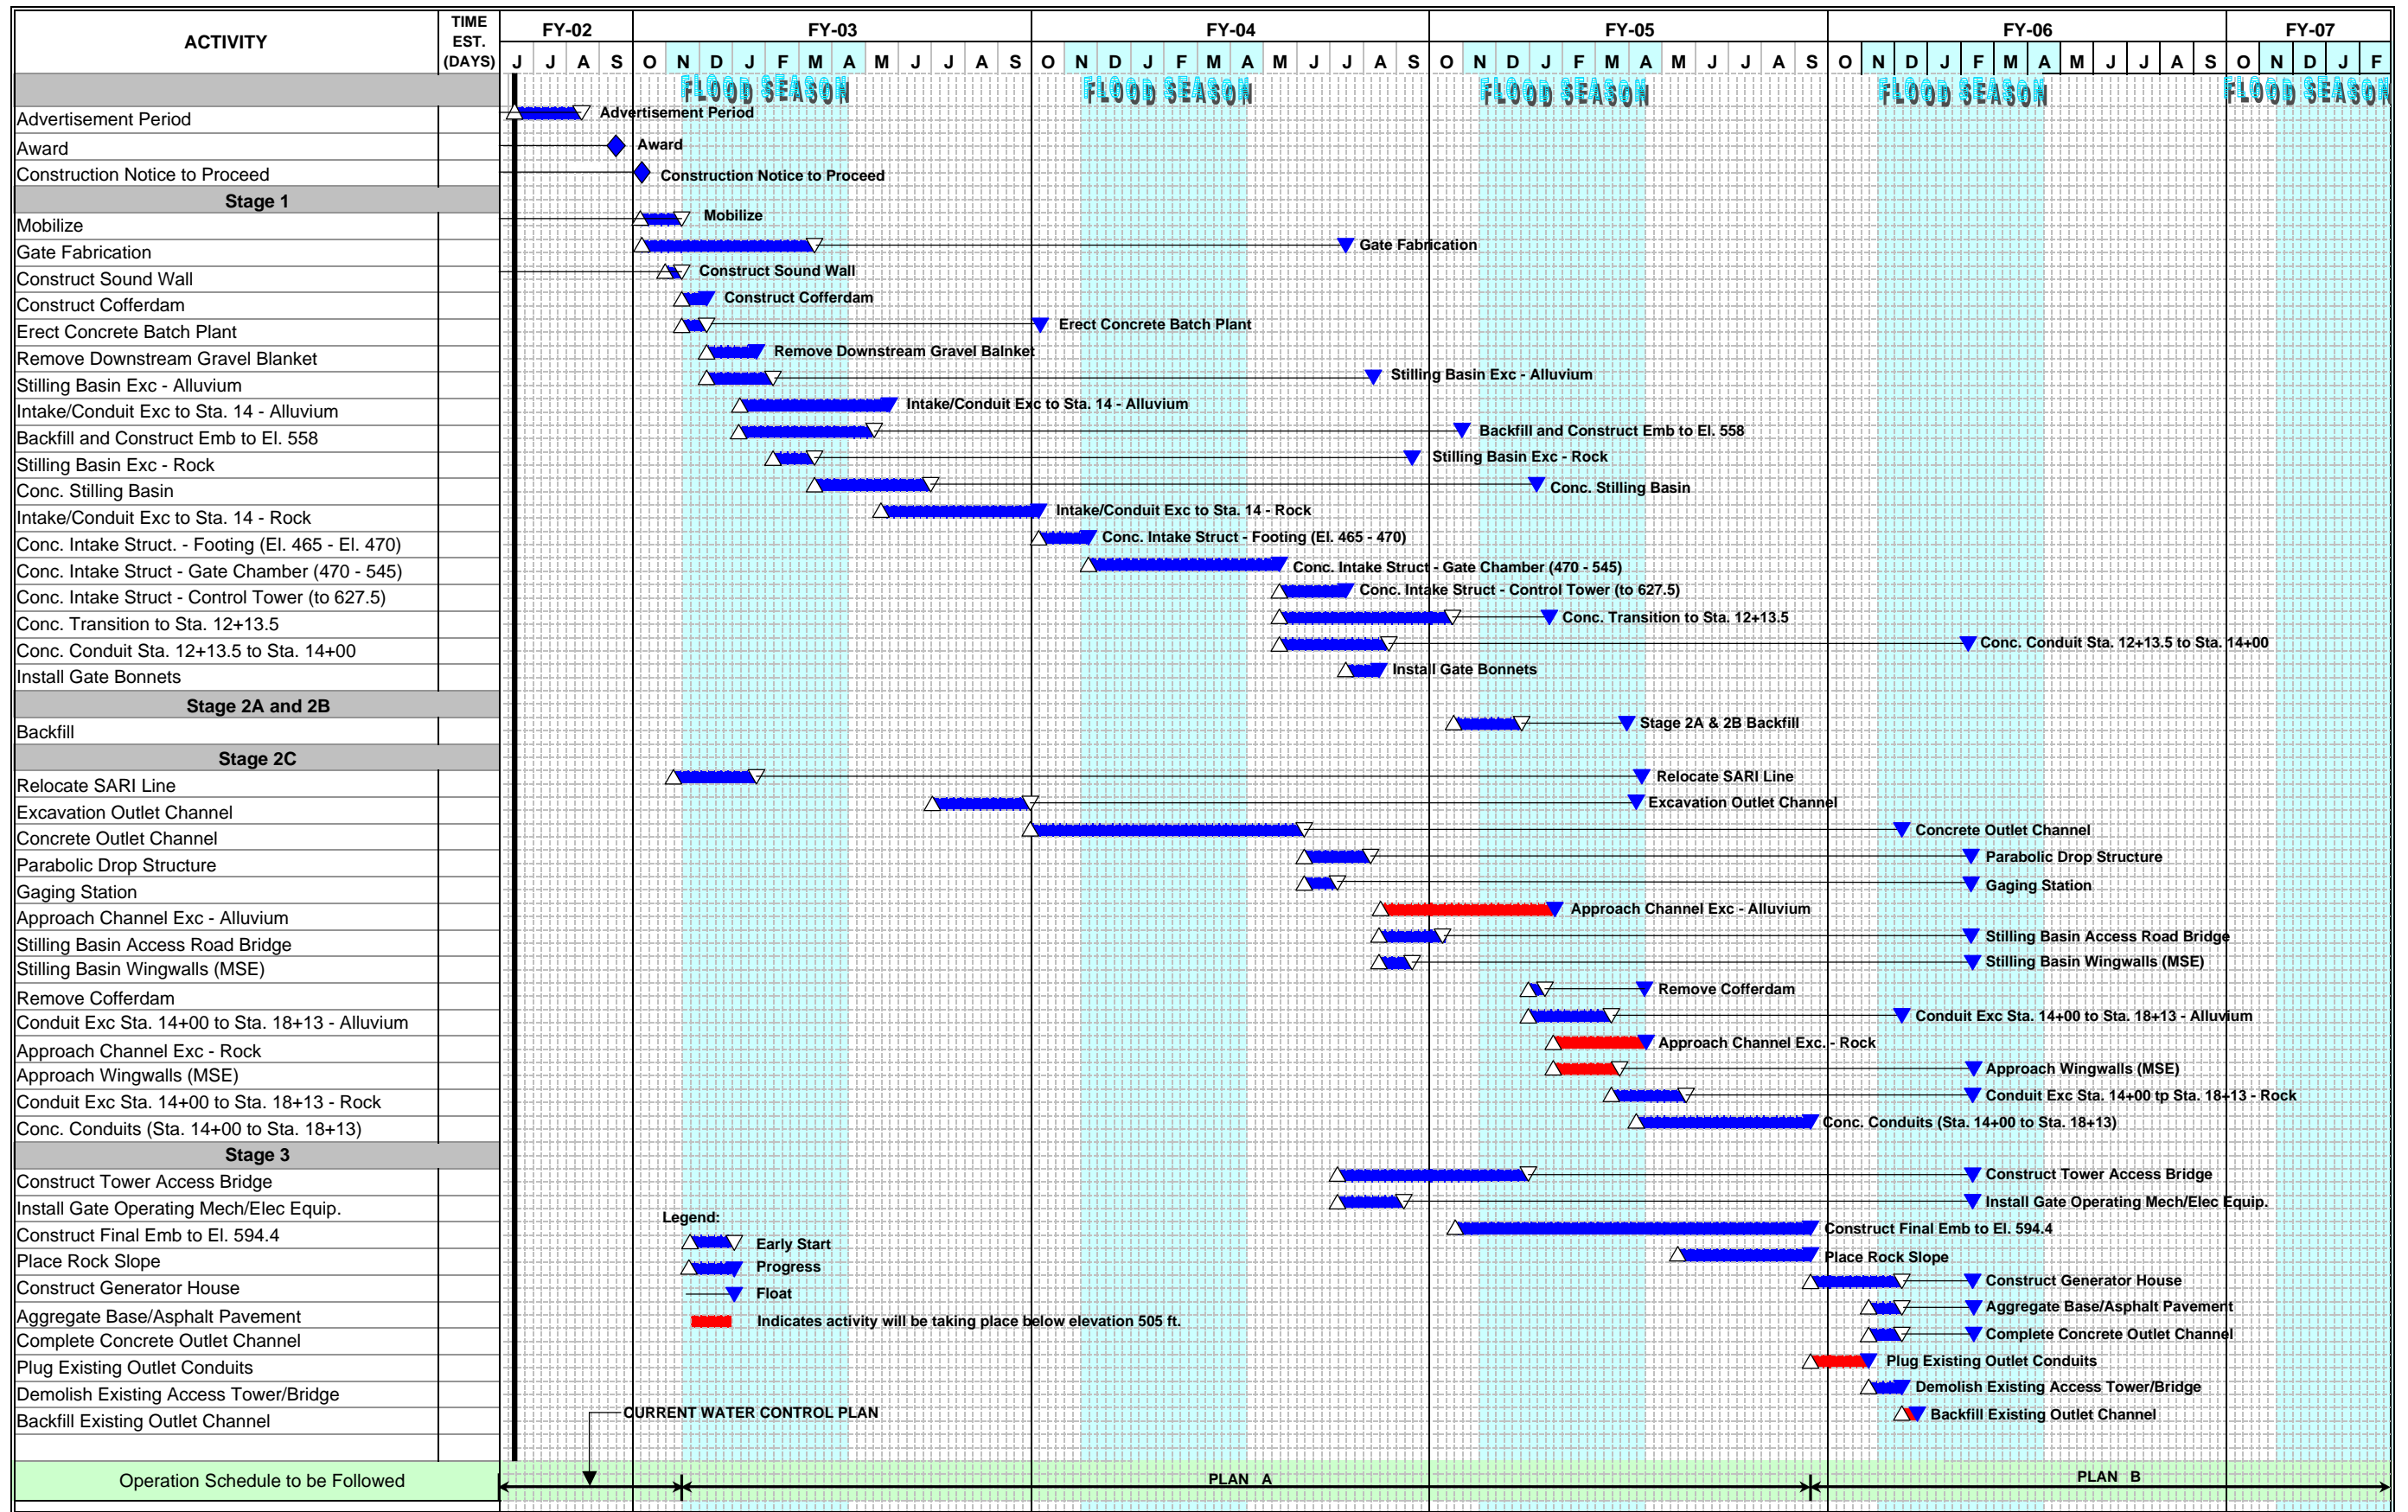 ACTIVITY
TIME EST. (DAYS)
FY-02 FY-03 FY-04 FY-05 FY-06 FY-07
J J A S O N D J F M A M J J A S O N D J F M A M J J A S O N D J F M A M J J A S O N D J F M A M J J A S O N D J F
FLOOD SEASON FLOOD SEASON FLOOD SEASON FLOOD SEASON FLOOD SEASON
Advertisement Period Advertisement Period
Award Award
Construction Notice to Proceed Construction Notice to Proceed
Stage 1
Mobilize Mobilize
Gate Fabrication Gate Fabrication
Construct Sound Wall Construct Sound Wall
Construct Cofferdam Construct Cofferdam
Erect Concrete Batch Plant Erect Concrete Batch Plant
Remove Downstream Gravel Blanket Remove Downstream Gravel Balnket
Stilling Basin Exc - Alluvium Stilling Basin Exc - Alluvium
Intake/Conduit Exc to Sta. 14 - Alluvium Intake/Conduit Exc to Sta. 14 - Alluvium
Backfill and Construct Emb to El. 558 Backfill and Construct Emb to El. 558
Stilling Basin Exc - Rock Stilling Basin Exc - Rock
Conc. Stilling Basin Conc. Stilling Basin
Intake/Conduit Exc to Sta. 14 - Rock Intake/Conduit Exc to Sta. 14 - Rock
Conc. Intake Struct. - Footing (El. 465 - El. 470) Conc. Intake Struct - Footing (El. 465 - 470)
Conc. Intake Struct - Gate Chamber (470 - 545) Conc. Intake Struct - Gate Chamber (470 - 545)
Conc. Intake Struct - Control Tower (to 627.5) Conc. Intake Struct - Control Tower (to 627.5)
Conc. Transition to Sta. 12+13.5 Conc. Transition to Sta. 12+13.5
Conc. Conduit Sta. 12+13.5 to Sta. 14+00 Conc. Conduit Sta. 12+13.5 to Sta. 14+00
Install Gate Bonnets Install Gate Bonnets
Stage 2A and 2B
Backfill Stage 2A & 2B Backfill
Stage 2C
Relocate SARI Line Relocate SARI Line
Excavation Outlet Channel Excavation Outlet Channel
Concrete Outlet Channel Concrete Outlet Channel
Parabolic Drop Structure Parabolic Drop Structure
Gaging Station Gaging Station
Approach Channel Exc - Alluvium Approach Channel Exc - Alluvium
Stilling Basin Access Road Bridge Stilling Basin Access Road Bridge
Stilling Basin Wingwalls (MSE) Stilling Basin Wingwalls (MSE)
Remove Cofferdam Remove Cofferdam
Conduit Exc Sta. 14+00 to Sta. 18+13 - Alluvium Conduit Exc Sta. 14+00 to Sta. 18+13 - Alluvium
Approach Channel Exc - Rock Approach Channel Exc. - Rock
Approach Wingwalls (MSE) Approach Wingwalls (MSE)
Conduit Exc Sta. 14+00 to Sta. 18+13 - Rock Conduit Exc Sta. 14+00 tp Sta. 18+13 - Rock
Conc. Conduits (Sta. 14+00 to Sta. 18+13) Conc. Conduits (Sta. 14+00 to Sta. 18+13)
Stage 3
Construct Tower Access Bridge Construct Tower Access Bridge
Install Gate Operating Mech/Elec Equip. Install Gate Operating Mech/Elec Equip.
Construct Final Emb to El. 594.4 Construct Final Emb to El. 594.4
Place Rock Slope Place Rock Slope
Construct Generator House Construct Generator House
Aggregate Base/Asphalt Pavement Aggregate Base/Asphalt Pavement
Complete Concrete Outlet Channel Complete Concrete Outlet Channel
Plug Existing Outlet Conduits Plug Existing Outlet Conduits
Demolish Existing Access Tower/Bridge Demolish Existing Access Tower/Bridge
Backfill Existing Outlet Channel Backfill Existing Outlet Channel
Legend:
Early Start
Progress
Float
Indicates activity will be taking place below elevation 505 ft.
CURRENT WATER CONTROL PLAN
Operation Schedule to be Followed PLAN A PLAN B